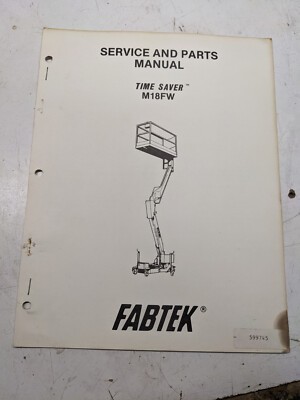 SERVICE AND PARTS
MANUAL
TIME SAVER™
M18FW
FABTEK®